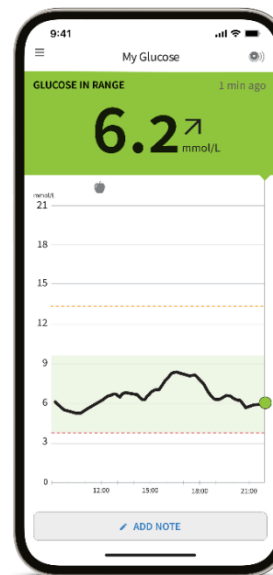 9:41
My Glucose
GLUCOSE IN RANGE 1 min ago
6.2 mmol/L
mmol/L
21
18
15
12
9
6
3
0
12:00 15:00 18:00 21:00
ADD NOTE